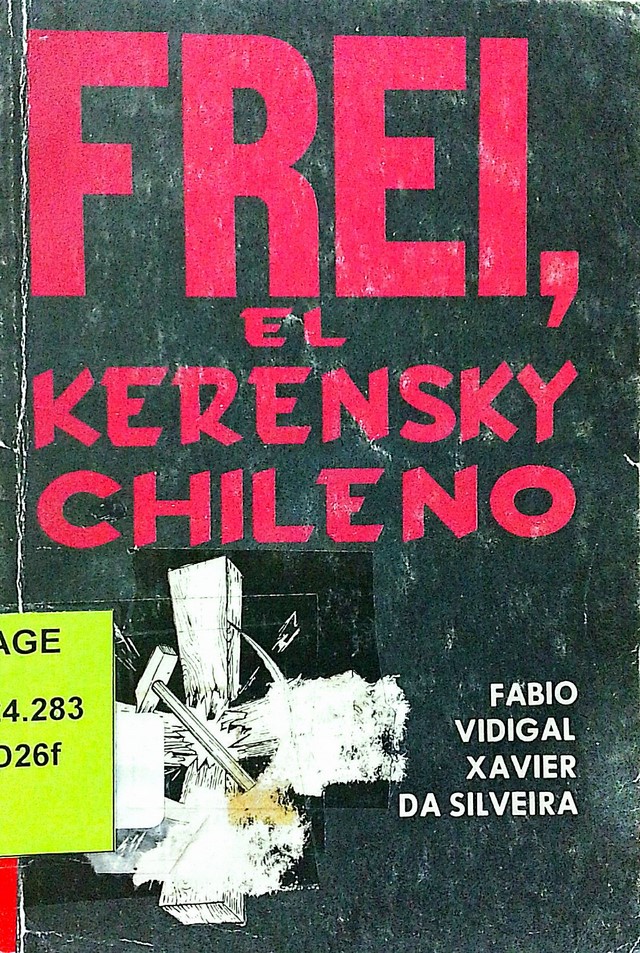 FREI,
EL
KERENSKY
CHILENO
AGE
4.283
D26f
FABIO
VIDIGAL
XAVIER
DA SILVEIRA